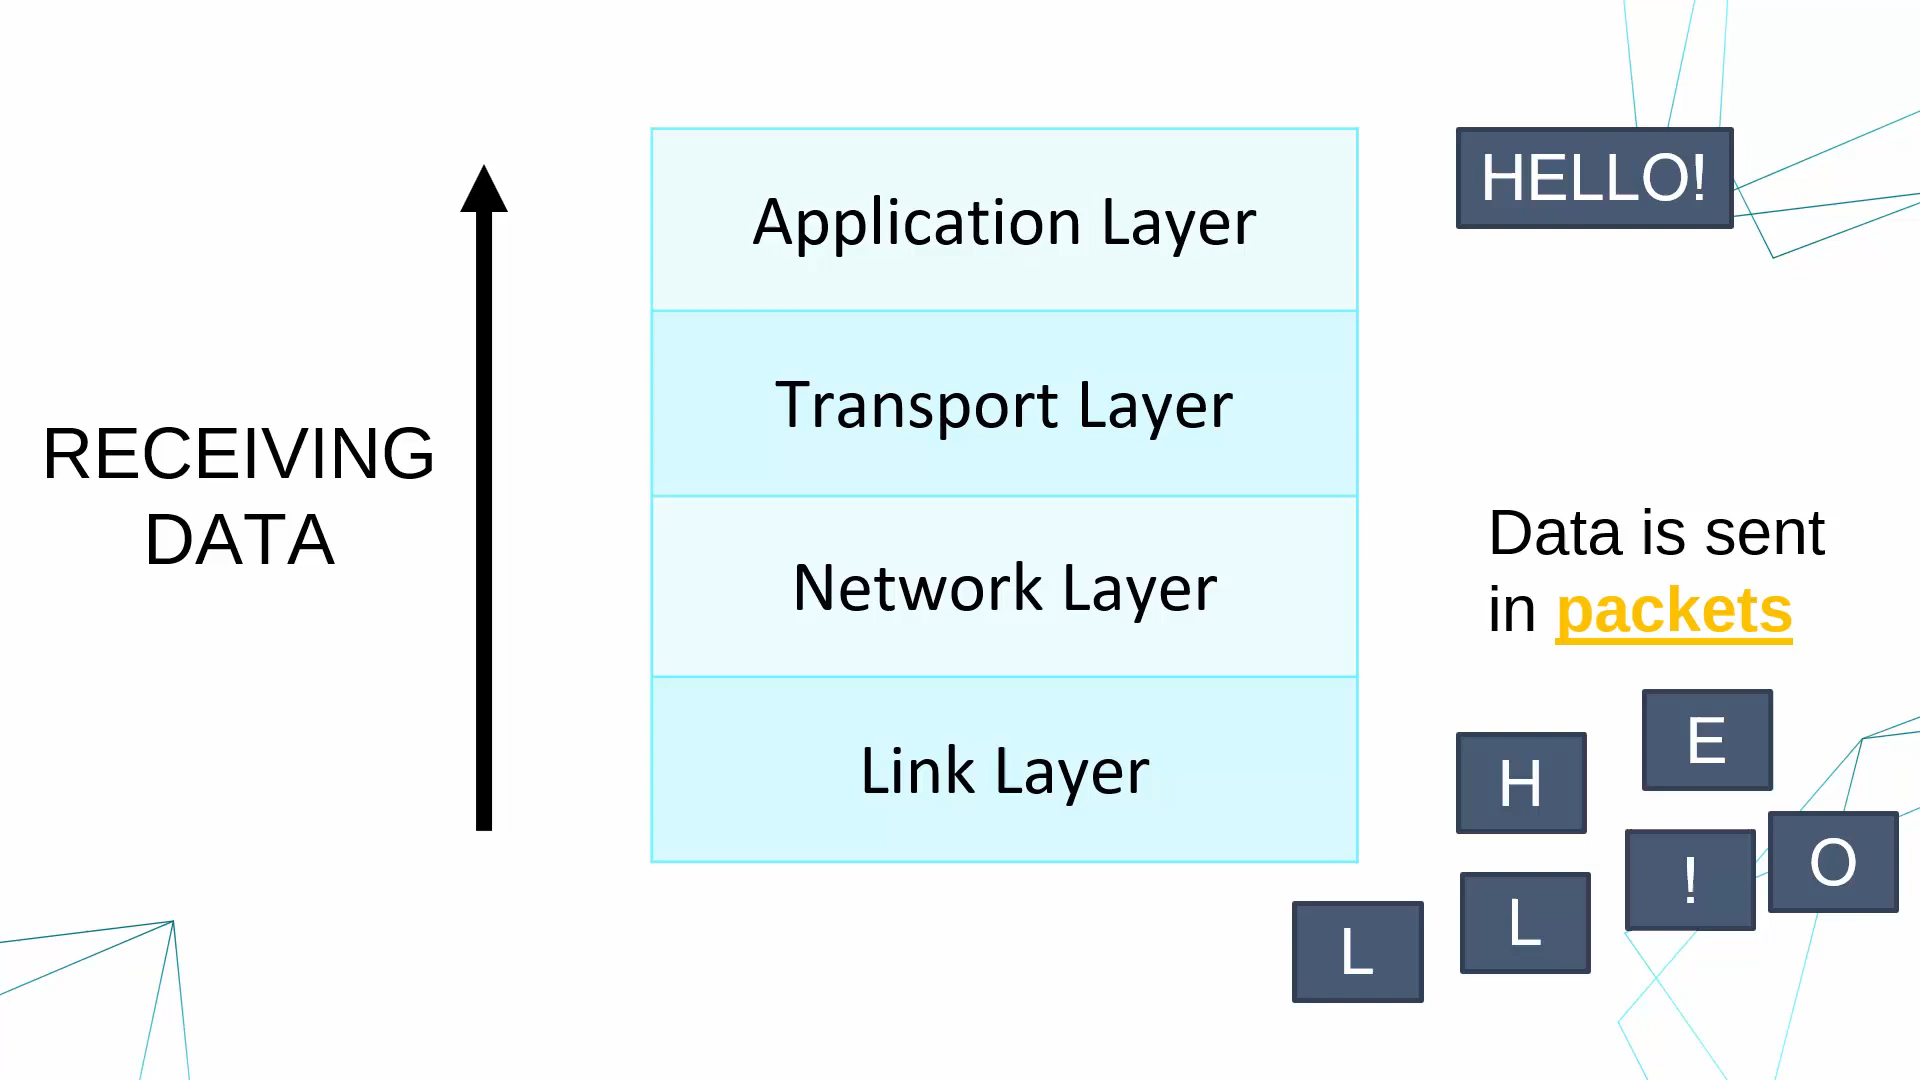 RECEIVING
DATA
Application Layer
Transport Layer
Network Layer
Link Layer
HELLO!
Data is sent
in packets
E
H
O
!
L
L